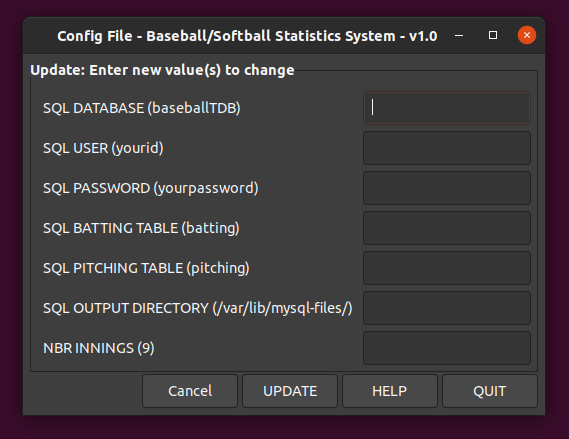 Config File - Baseball/Softball Statistics System - v1.0
Update: Enter new value(s) to change
SQL DATABASE (baseballTDB)
SQL USER (yourid)
SQL PASSWORD (yourpassword)
SQL BATTING TABLE (batting)
SQL PITCHING TABLE (pitching)
SQL OUTPUT DIRECTORY (/var/lib/mysql-files/)
NBR INNINGS (9)
Cancel UPDATE HELP QUIT